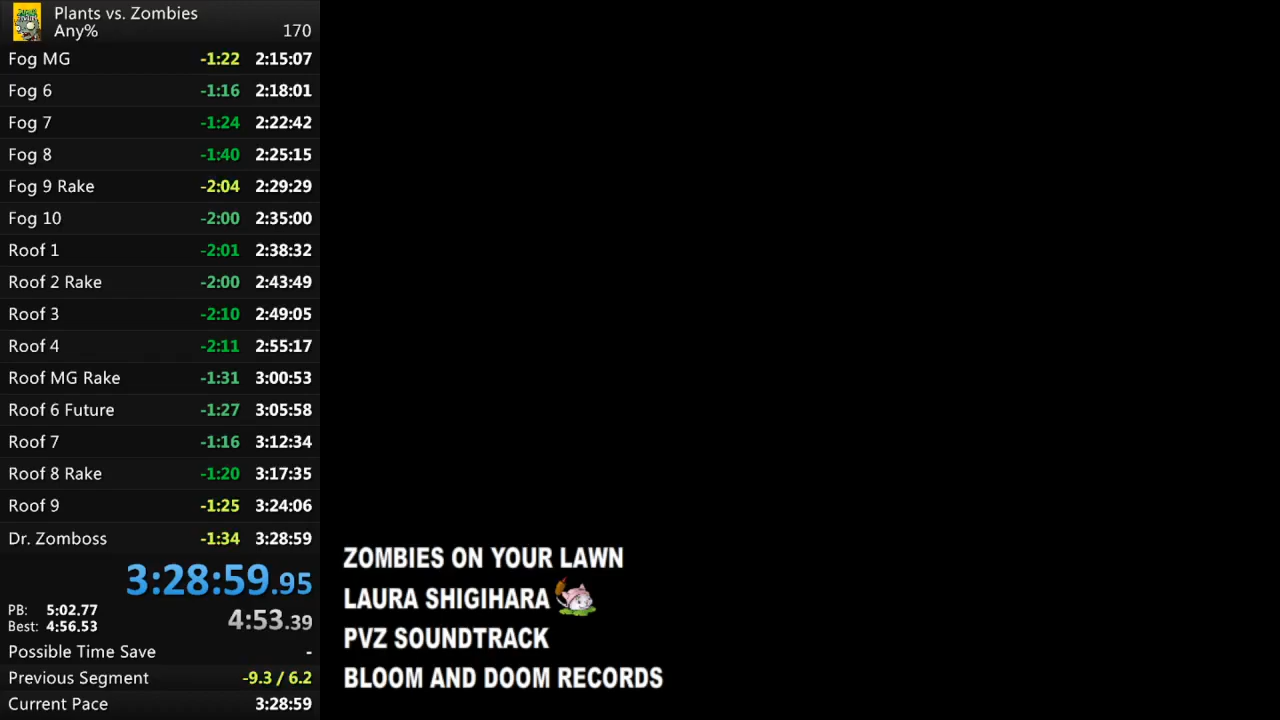 Plants vs. Zombies
Any% 170
Fog MG -1:22 2:15:07
Fog 6 -1:16 2:18:01
Fog 7 -1:24 2:22:42
Fog 8 -1:40 2:25:15
Fog 9 Rake -2:04 2:29:29
Fog 10 -2:00 2:35:00
Roof 1 -2:01 2:38:32
Roof 2 Rake -2:00 2:43:49
Roof 3 -2:10 2:49:05
Roof 4 -2:11 2:55:17
Roof MG Rake -1:31 3:00:53
Roof 6 Future -1:27 3:05:58
Roof 7 -1:16 3:12:34
Roof 8 Rake -1:20 3:17:35
Roof 9 -1:25 3:24:06
Dr. Zomboss -1:34 3:28:59
3:28:59.95
PB: 5:02.77
Best: 4:56.53
4:53.39
Possible Time Save -
Previous Segment -9.3 / 6.2
Current Pace 3:28:59
ZOMBIES ON YOUR LAWN
LAURA SHIGIHARA
PVZ SOUNDTRACK
BLOOM AND DOOM RECORDS